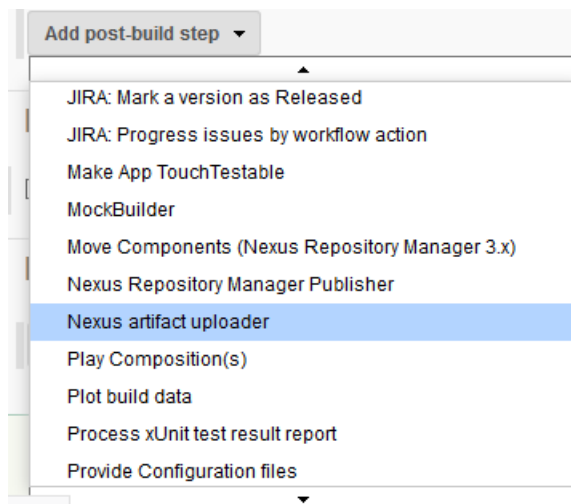 Add post-build step
JIRA: Mark a version as Released
JIRA: Progress issues by workflow action
Make App TouchTestable
MockBuilder
Move Components (Nexus Repository Manager 3.x)
Nexus Repository Manager Publisher
Nexus artifact uploader
Play Composition(s)
Plot build data
Process xUnit test result report
Provide Configuration files